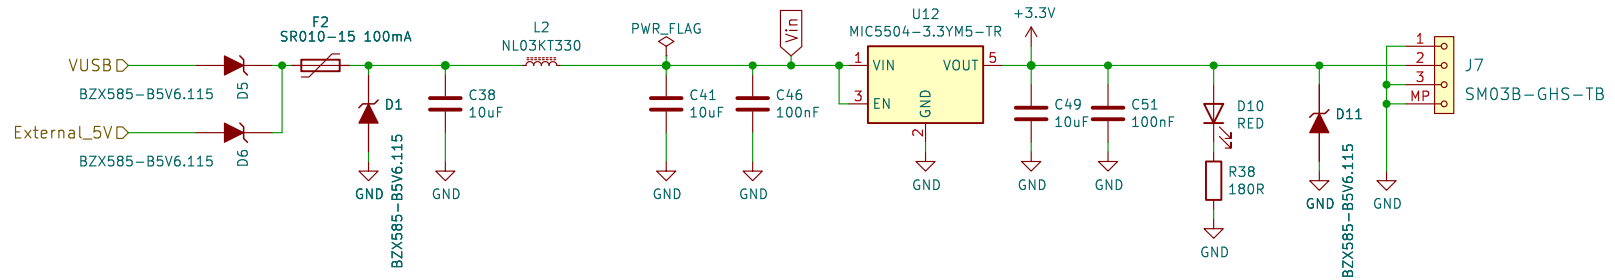 VUSB
BZX585-B5V6.115
D5
External_5V
BZX585-B5V6.115
D6
F2
SR010-15 100mA
D1
BZX585-B5V6.115
GND
C38
10uF
GND
L2
NL03KT330
PWR_FLAG
C41
10uF
GND
C46
100nF
GND
Vin
U12
MIC5504-3.3YM5-TR
1
VIN
VOUT
5
3
EN
GND
2
GND
+3.3V
C49
10uF
GND
C51
100nF
GND
D10
RED
R38
180R
GND
D11
BZX585-B5V6.115
GND
1
2
3
MP
J7
SM03B-GHS-TB
GND